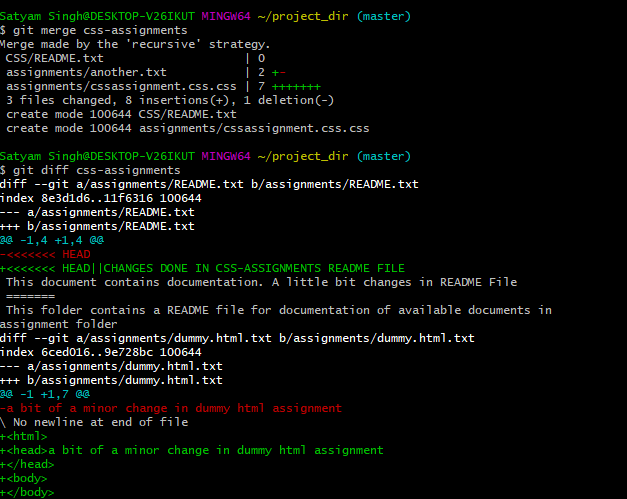 Satyam Singh@DESKTOP-V26IKUT MINGW64 ~/project_dir (master)
$ git merge css-assignments
Merge made by the 'recursive' strategy.
 CSS/README.txt                    | 0
 assignments/another.txt           | 2 +-
 assignments/cssassignment.css.css | 7 +++++++
 3 files changed, 8 insertions(+), 1 deletion(-)
 create mode 100644 CSS/README.txt
 create mode 100644 assignments/cssassignment.css.css

Satyam Singh@DESKTOP-V26IKUT MINGW64 ~/project_dir (master)
$ git diff css-assignments
diff --git a/assignments/README.txt b/assignments/README.txt
index 8e3d1d6..11f6316 100644
--- a/assignments/README.txt
+++ b/assignments/README.txt
@@ -1,4 +1,4 @@
-<<<<<<< HEAD
+<<<<<<< HEAD||CHANGES DONE IN CSS-ASSIGNMENTS README FILE
 This document contains documentation. A little bit changes in README File
 =======
 This folder contains a README file for documentation of available documents in
assignment folder
diff --git a/assignments/dummy.html.txt b/assignments/dummy.html.txt
index 6ced016..9e728bc 100644
--- a/assignments/dummy.html.txt
+++ b/assignments/dummy.html.txt
@@ -1 +1,7 @@
-a bit of a minor change in dummy html assignment
\ No newline at end of file
+<html>
+<head>a bit of a minor change in dummy html assignment
+</head>
+<body>
+</body>